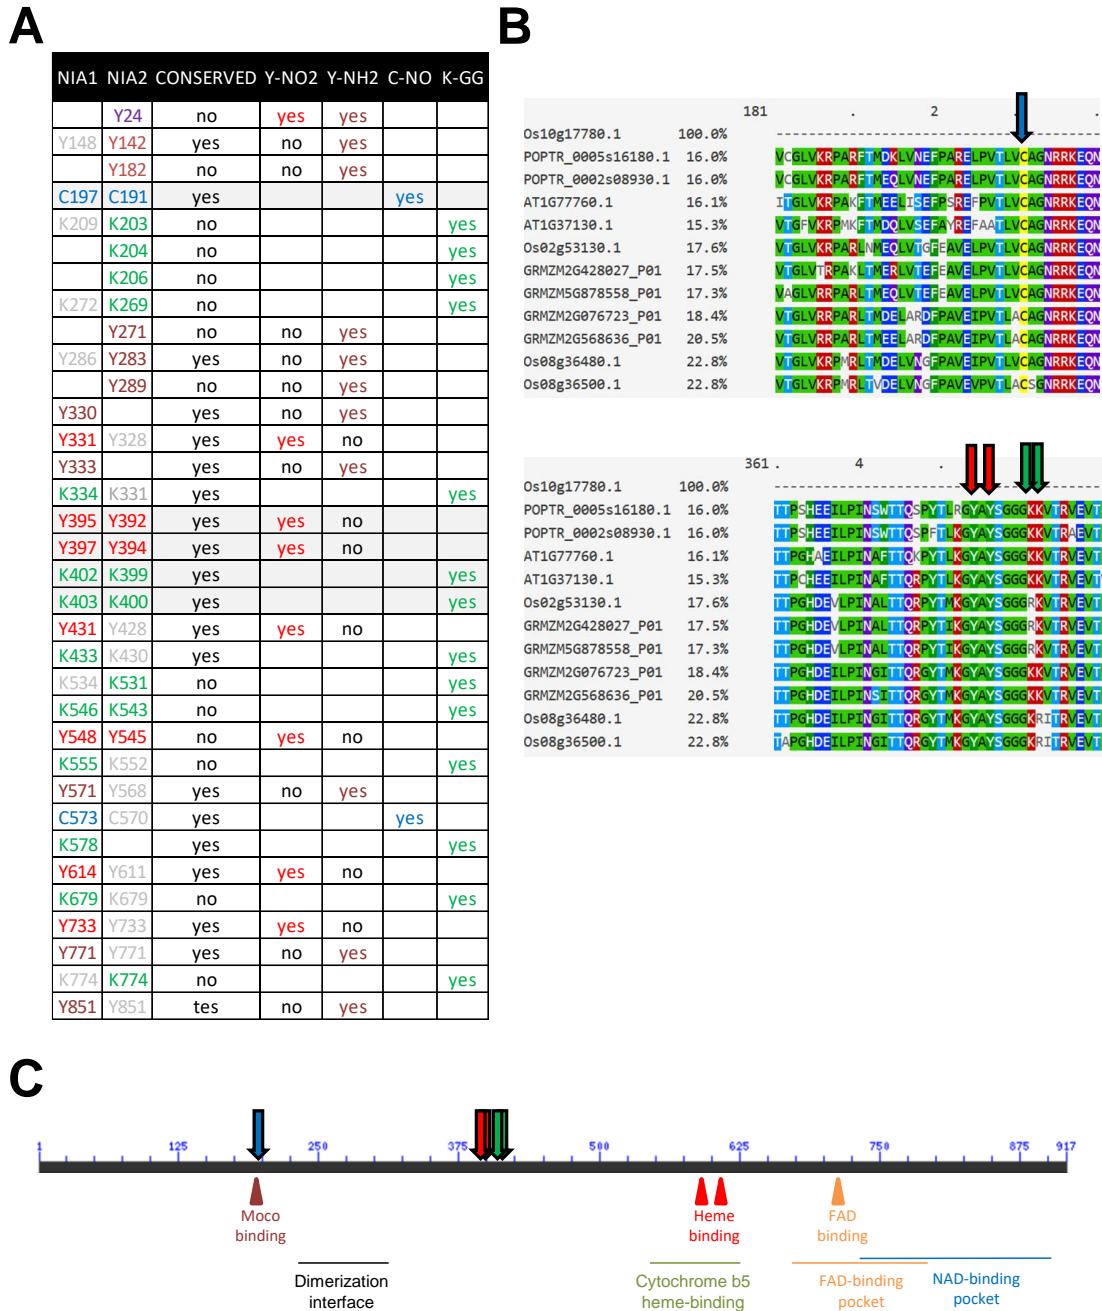 A
NIA1 NIA2 CONSERVED Y-NO2 Y-NH2 C-NO K-GG
Y24 no yes yes
Y148 Y142 yes no yes
Y182 no no yes
C197 C191 yes yes
K209 K203 no yes
K204 no yes
K206 no yes
K272 K269 no yes
Y271 no no yes
Y286 Y283 yes no yes
Y289 no no yes
Y330 yes no yes
Y331 Y328 yes yes no
Y333 yes no yes
K334 K331 yes yes
Y395 Y392 yes yes no
Y397 Y394 yes yes no
K402 K399 yes yes
K403 K400 yes yes
Y431 Y428 yes yes no
K433 K430 yes yes
K534 K531 no yes
K546 K543 no yes
Y548 Y545 no yes no
K555 K552 no yes
Y571 Y568 yes no yes
C573 C570 yes yes
K578 yes yes
Y614 Y611 yes yes no
K679 K679 no yes
Y733 Y733 yes yes no
Y771 Y771 yes no yes
K774 K774 no yes
Y851 Y851 tes no yes
B
181 . 2 .
Os10g17780.1 100.0% ------------------------------------
POPTR_0005s16180.1 16.0% VCGLVKRPARFTMDKLVNEFPARELPVTLVCAGNRRKEQN
POPTR_0002s08930.1 16.0% VCGLVKRPARFTMEQLVNEFPARELPVTLVCAGNRRKEQN
AT1G77760.1 16.1% ITGLVKRPAKFTMEELISEFPSREFPVTLVCAGNRRKEQN
AT1G37130.1 15.3% VTGFVKRPMKFTMDQLVSEFAYREFAATLVCAGNRRKEQN
Os02g53130.1 17.6% VTGLVKRPARLNMEQLVTGFEAVELPVTLVCAGNRRKEQN
GRMZM2G428027_P01 17.5% VTGLVTRPAKLTMERLVTEFEAVELPVTLVCAGNRRKEQN
GRMZM5G878558_P01 17.3% VAGLVRRPARLTMEQLVTEFEAVELPVTLVCAGNRRKEQN
GRMZM2G076723_P01 18.4% VTGLVRRPARLTMDELARDFPAVEIPVTLACAGNRRKEQN
GRMZM2G568636_P01 20.5% VTGLVRRPARLTMEELARDFPAVEIPVTLACAGNRRKEQN
Os08g36480.1 22.8% VTGLVKRPMRLTMDELVNGFPAVEIPVTLACAGNRRKEQN
Os08g36500.1 22.8% VTGLVKRPMRLTVDELVNGFPAVEVPVTLACSGNRRKEQN
361 . 4 .
Os10g17780.1 100.0% ------------------------------------
POPTR_0005s16180.1 16.0% TTPSHEEILPINSWTTQSPYTLRGYAYSGGGKKVTRVEVT
POPTR_0002s08930.1 16.0% TTPSHEEILPINSWTTQSPFTLKGYAYSGGGKKVTRAEVT
AT1G77760.1 16.1% TTPGHAEILPINAFTTQKPYTLKGYAYSGGGKKVTRVEVT
AT1G37130.1 15.3% TTPCHEEILPINAFTTQRPYTLKGYAYSGGGKKVTRVEVT
Os02g53130.1 17.6% TTPGHDEVLPINALTTQRPYTMKGYAYSGGGRKVTRVEVT
GRMZM2G428027_P01 17.5% TTPGHDEVLPINALTTQRPYTIKGYAYSGGGRKVTRVEVT
GRMZM5G878558_P01 17.3% TTPGHDEVLPINALTTQRPYTIKGYAYSGGGRKVTRVEVT
GRMZM2G076723_P01 18.4% TTPGHDEILPINGITTQRGYTMKGYAYSGGGKKVTRVEVT
GRMZM2G568636_P01 20.5% TTPGHDEILPINSITTQRGYTMKGYAYSGGGKKVTRVEVT
Os08g36480.1 22.8% TTPGHDEILPINGITTQRGYTMKGYAYSGGGKRITRVEVT
Os08g36500.1 22.8% TAPGHDEILPINGITTQRGYTMKGYAYSGGGKRITRVEVT
C
1 125 250 375 500 625 750 875 917
Moco binding
Heme binding
FAD binding
Dimerization interface
Cytochrome b5 heme-binding
FAD-binding pocket
NAD-binding pocket